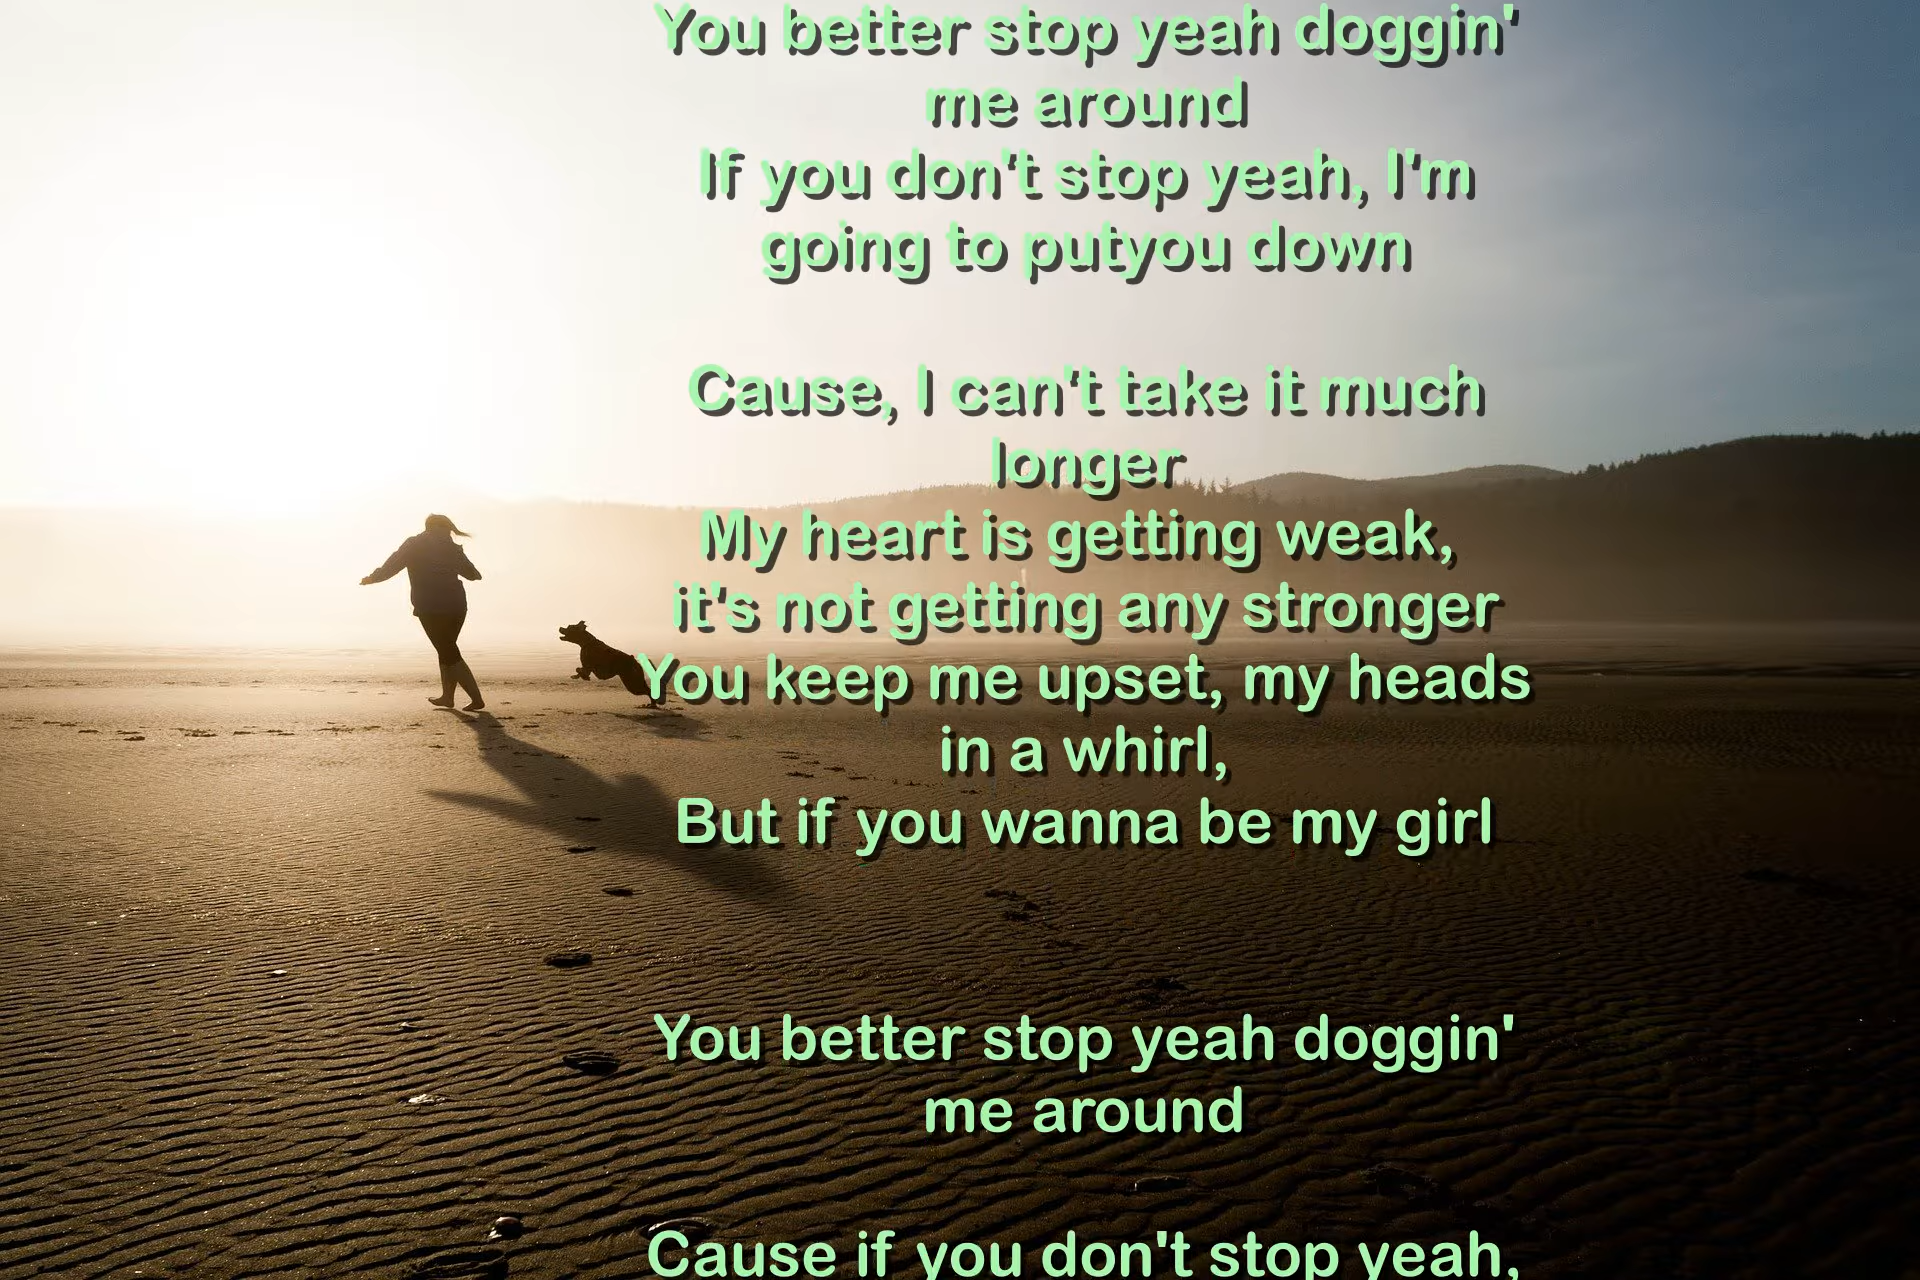 You better stop yeah doggin'
me around
If you don't stop yeah, I'm
going to putyou down
Cause, I can't take it much
longer
My heart is getting weak,
it's not getting any stronger
You keep me upset, my heads
in a whirl,
But if you wanna be my girl
You better stop yeah doggin'
me around
Cause if you don't stop yeah,